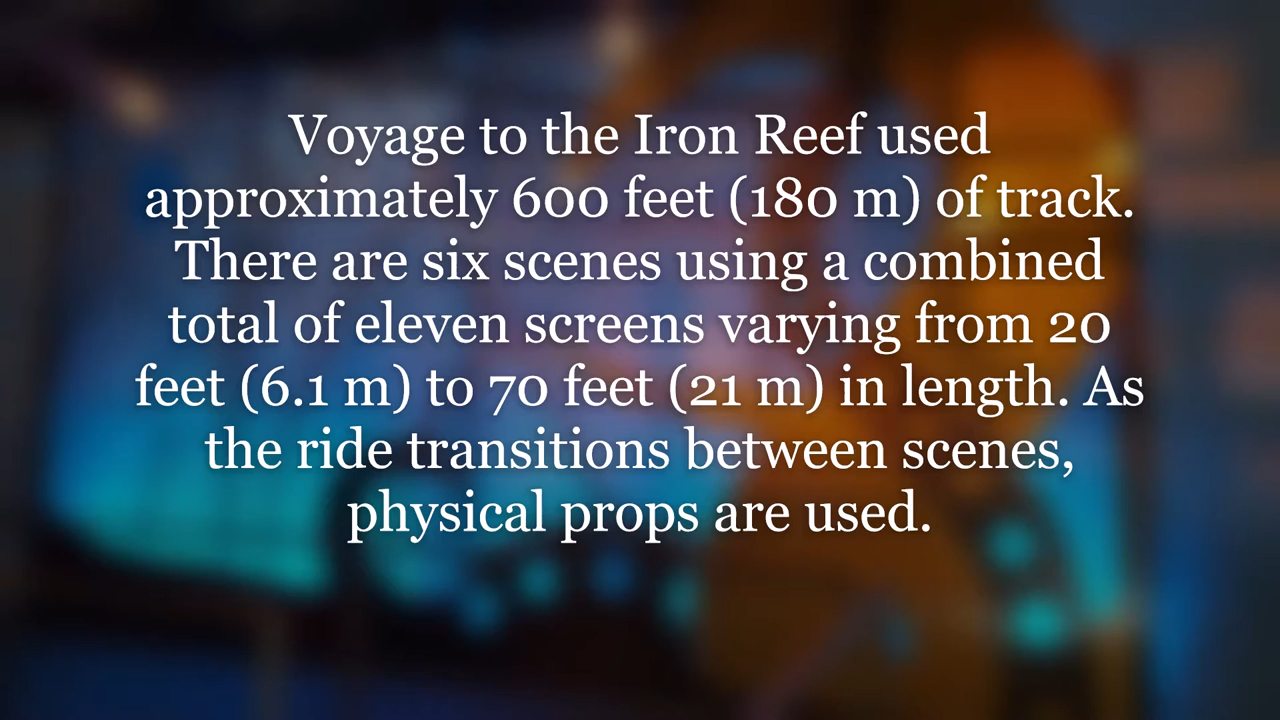 Voyage to the Iron Reef used
approximately 600 feet (180 m) of track.
There are six scenes using a combined
total of eleven screens varying from 20
feet (6.1 m) to 70 feet (21 m) in length. As
the ride transitions between scenes,
physical props are used.